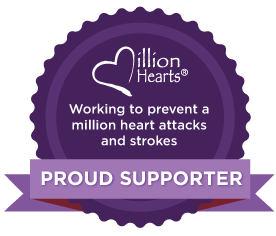 Million
Hearts®
Working to prevent a
million heart attacks
and strokes
PROUD SUPPORTER